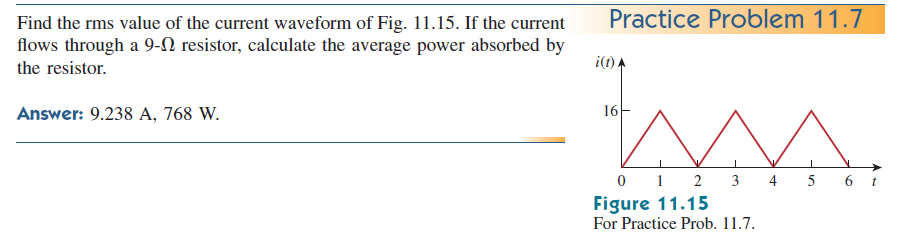 Find the rms value of the current waveform of Fig. 11.15. If the current
flows through a 9-Ω resistor, calculate the average power absorbed by
the resistor.
Answer: 9.238 A, 768 W.
Practice Problem 11.7
i(t)
16
0 1 2 3 4 5 6 t
Figure 11.15
For Practice Prob. 11.7.